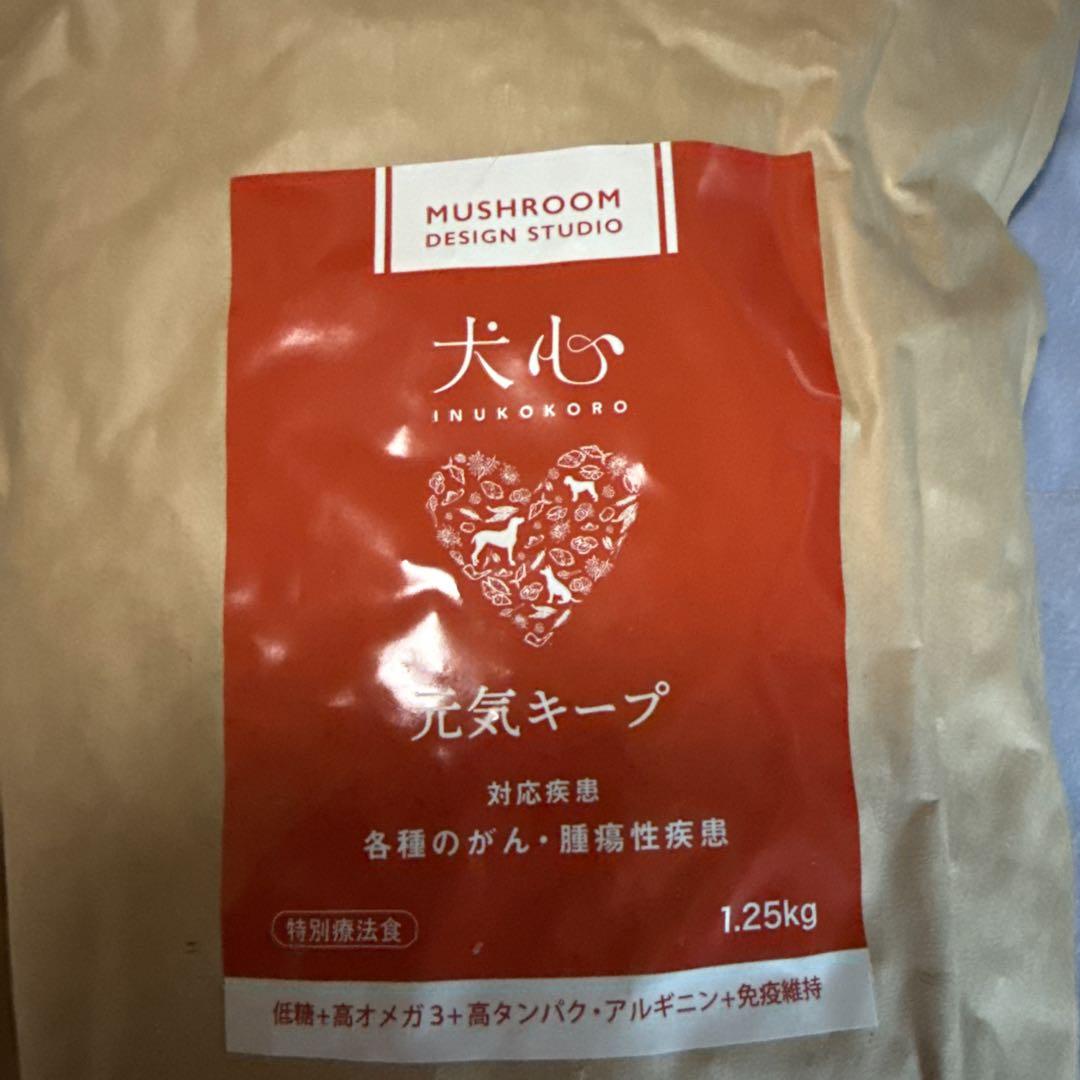 MUSHROOM
DESIGN STUDIO
犬心
INUKOKORO
元気キープ
対応疾患
各種のがん・腫瘍性疾患
特別療法食
1.25kg
低糖+高オメガ3+高タンパク・アルギニン+免疫維持